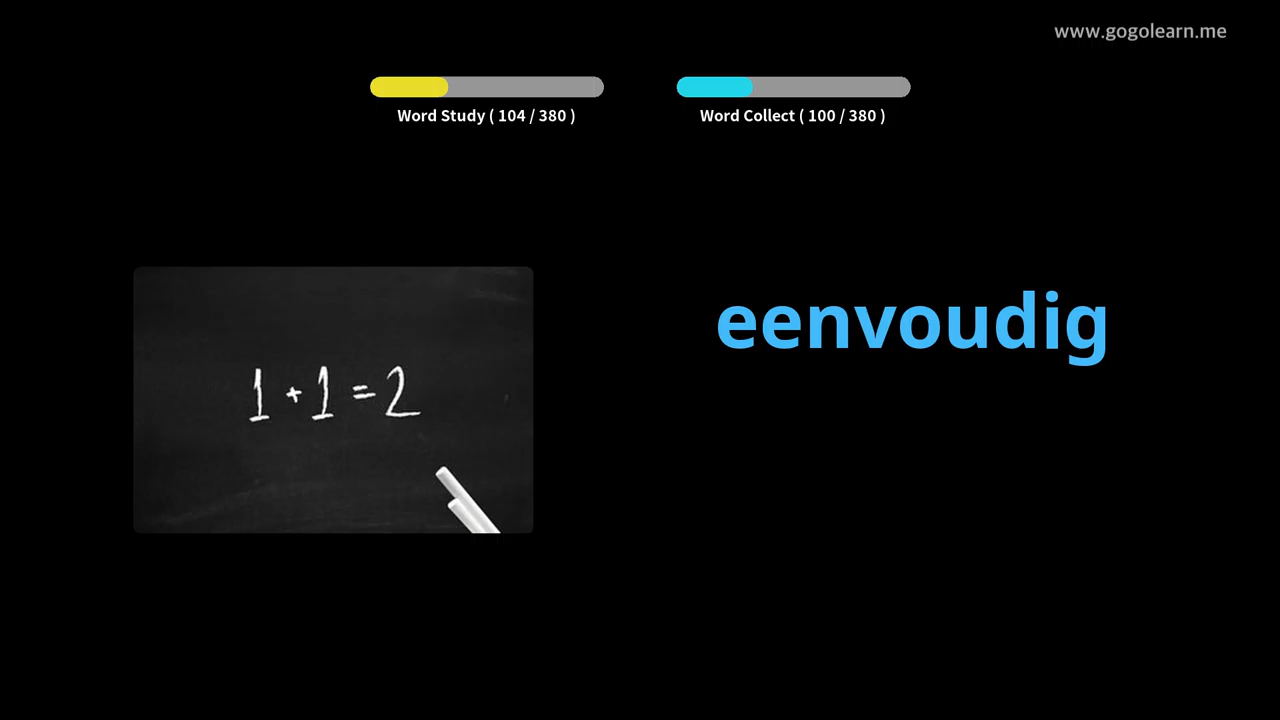 www.gogolearn.me
Word Study ( 104 / 380 )
Word Collect ( 100 / 380 )
eenvoudig
1 + 1 = 2